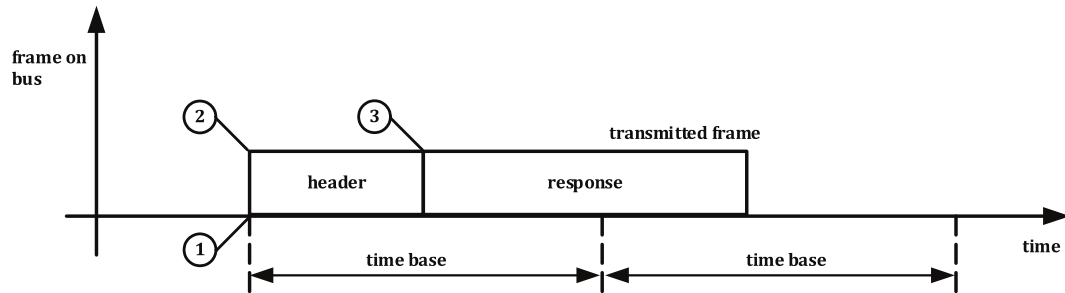 frame on
bus
2
3
transmitted frame
header
response
1
time
time base
time base